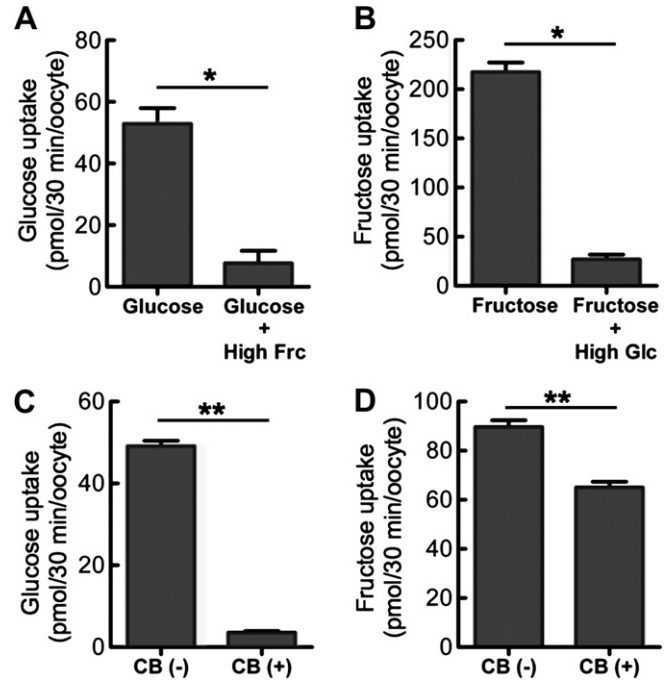 A
Glucose uptake
(pmol/30 min/oocyte)
80
60
40
20
0
*
Glucose
Glucose
+
High Frc
B
Fructose uptake
(pmol/30 min/oocyte)
250
200
150
100
50
0
*
Fructose
Fructose
+
High Glc
C
Glucose uptake
(pmol/30 min/oocyte)
60
40
20
0
**
CB (-)
CB (+)
D
Fructose uptake
(pmol/30 min/oocyte)
100
80
60
40
20
0
**
CB (-)
CB (+)